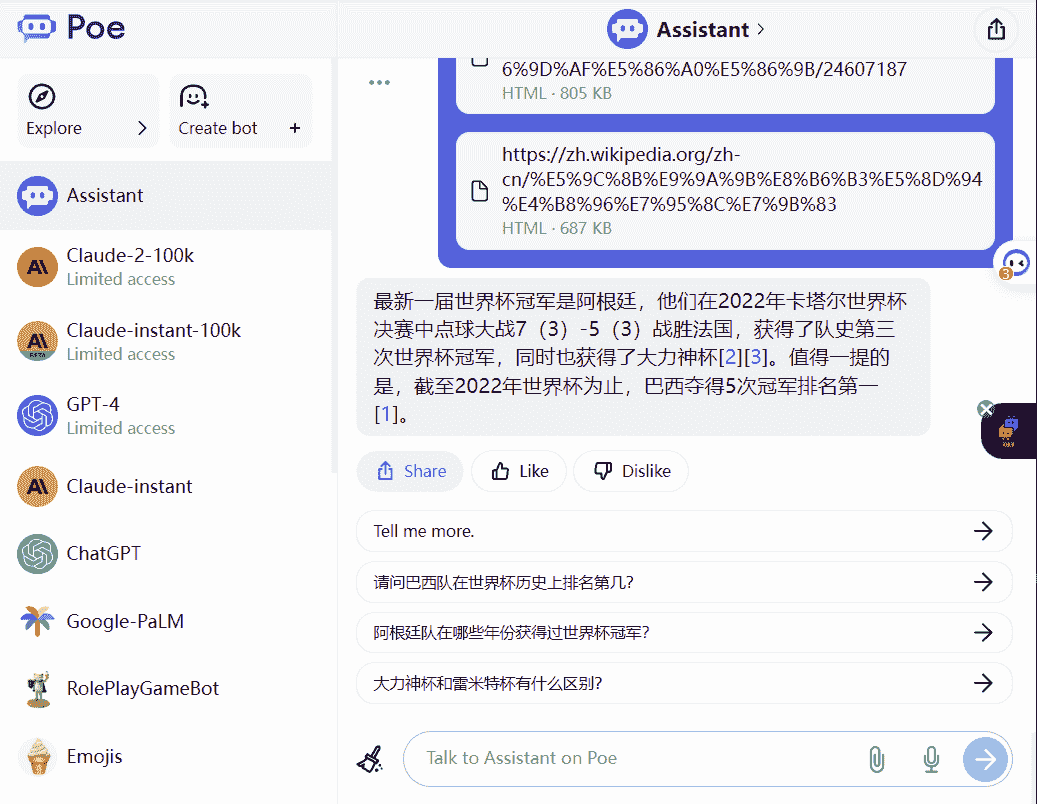 Poe
Assistant
Explore
Create bot +
Assistant
Claude-2-100k
Limited access
Claude-instant-100k
Limited access
GPT-4
Limited access
Claude-instant
ChatGPT
Google-PaLM
RolePlayGameBot
Emojis
6%9D%AF%E5%86%A0%E5%86%9B/24607187
HTML · 805 KB
https://zh.wikipedia.org/zh-
cn/%E5%9C%8B%E9%9A%9B%E8%B6%B3%E5%8D%94
%E4%B8%96%E7%95%8C%E7%9B%83
HTML · 687 KB
3
最新一届世界杯冠军是阿根廷，他们在2022年卡塔尔世界杯
决赛中点球大战7（3）-5（3）战胜法国，获得了队史第三
次世界杯冠军，同时也获得了大力神杯[2][3]。值得一提的
是，截至2022年世界杯为止，巴西夺得5次冠军排名第一
[1]。
Share Like Dislike
Tell me more.
请问巴西队在世界杯历史上排名第几?
阿根廷队在哪些年份获得过世界杯冠军?
大力神杯和雷米特杯有什么区别?
Talk to Assistant on Poe